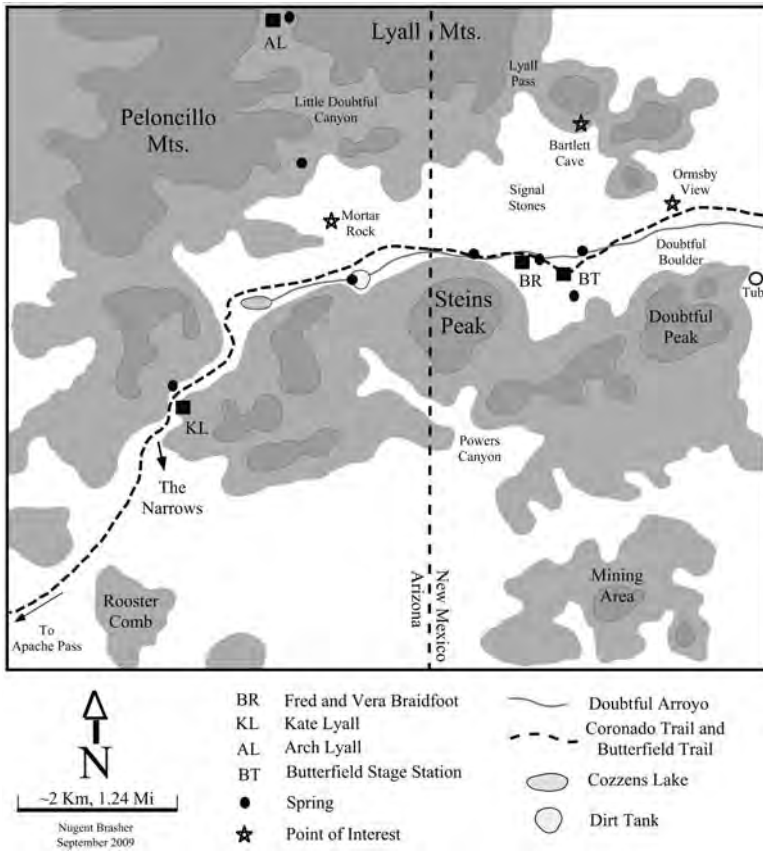 Lyall Mts.
AL
Lyall
Pass
Little Doubtful
Canyon
Peloncillo
Mts.
Bartlett
Cave
Ormsby
View
Signal
Stones
Mortar
Rock
Doubtful
Boulder
BR
BT
Tub
Steins
Peak
Doubtful
Peak
KL
Powers
Canyon
The
Narrows
Arizona
New Mexico
Mining
Area
Rooster
Comb
To
Apache Pass
N
~2 Km, 1.24 Mi
Nugent Brasher
September 2009
BR Fred and Vera Braidfoot
KL Kate Lyall
AL Arch Lyall
BT Butterfield Stage Station
Spring
Point of Interest
Doubtful Arroyo
Coronado Trail and
Butterfield Trail
Cozzens Lake
Dirt Tank